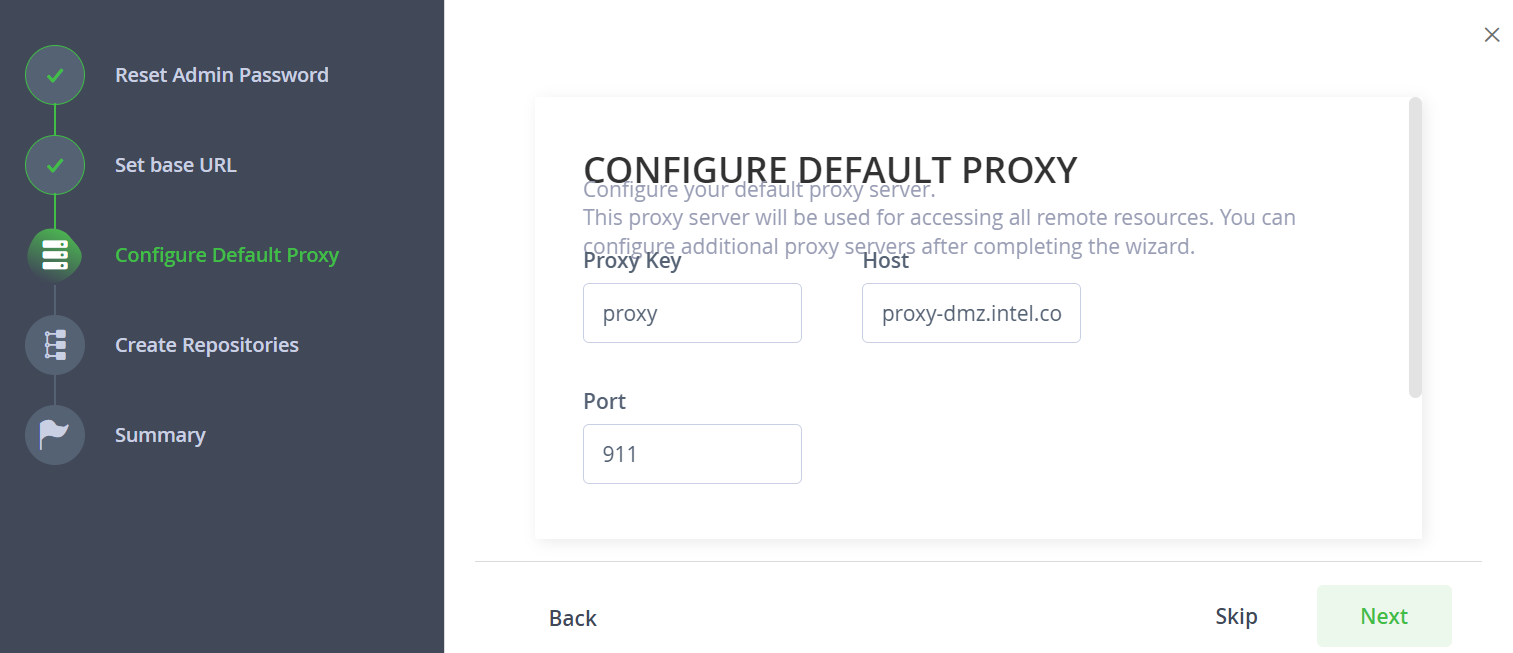 Reset Admin Password
Set base URL
Configure Default Proxy
Create Repositories
Summary
CONFIGURE DEFAULT PROXY
Configure your default proxy server.
This proxy server will be used for accessing all remote resources. You can
configure additional proxy servers after completing the wizard.
Proxy Key Host
proxy proxy-dmz.intel.co
Port
911
Back Skip Next